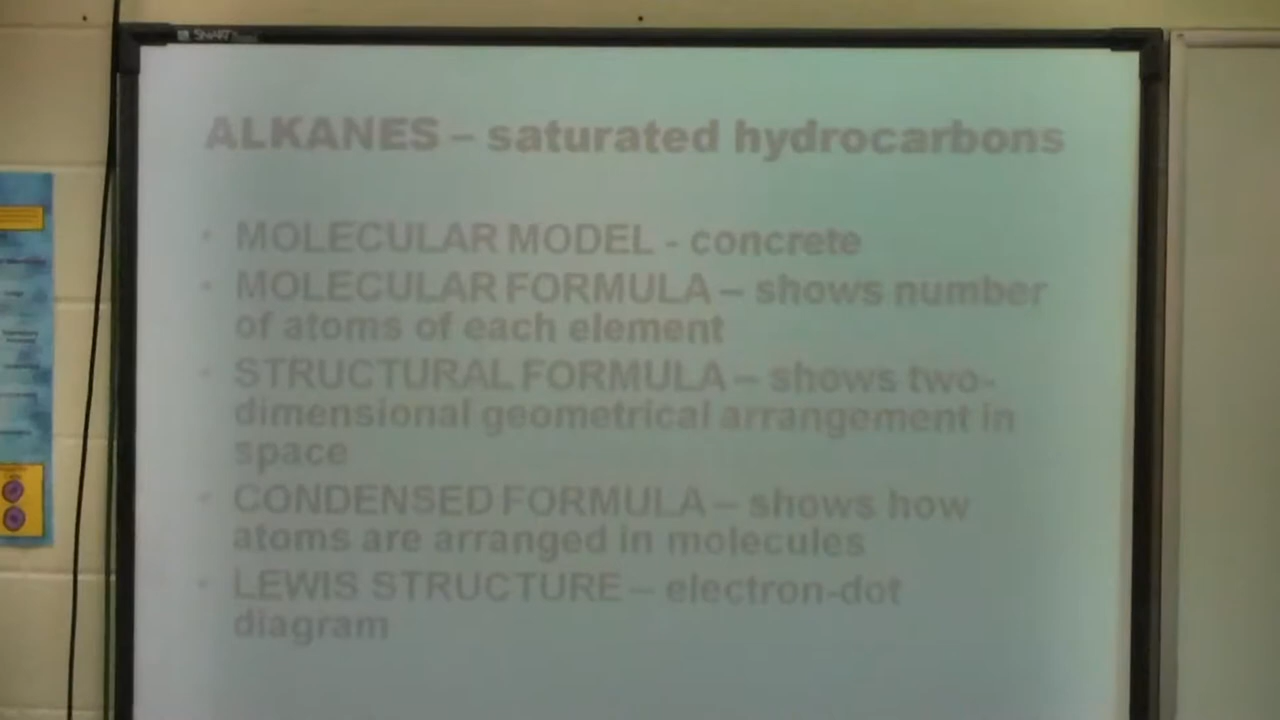 SMART
ALKANES – saturated hydrocarbons
• MOLECULAR MODEL - concrete
• MOLECULAR FORMULA – shows number
of atoms of each element
• STRUCTURAL FORMULA – shows two-
dimensional geometrical arrangement in
space
• CONDENSED FORMULA – shows how
atoms are arranged in molecules
• LEWIS STRUCTURE – electron-dot
diagram